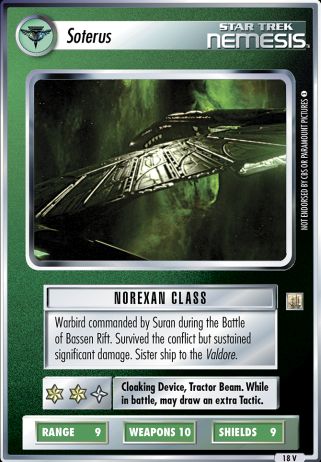 Soterus
STAR TREK
NEMESIS
NOT ENDORSED BY CBS OR PARAMOUNT PICTURES
NOREXAN CLASS
Warbird commanded by Suran during the Battle
of Bassen Rift. Survived the conflict but sustained
significant damage. Sister ship to the Valdore.
Cloaking Device, Tractor Beam. While
in battle, may draw an extra Tactic.
RANGE 9 WEAPONS 10 SHIELDS 9
18 V